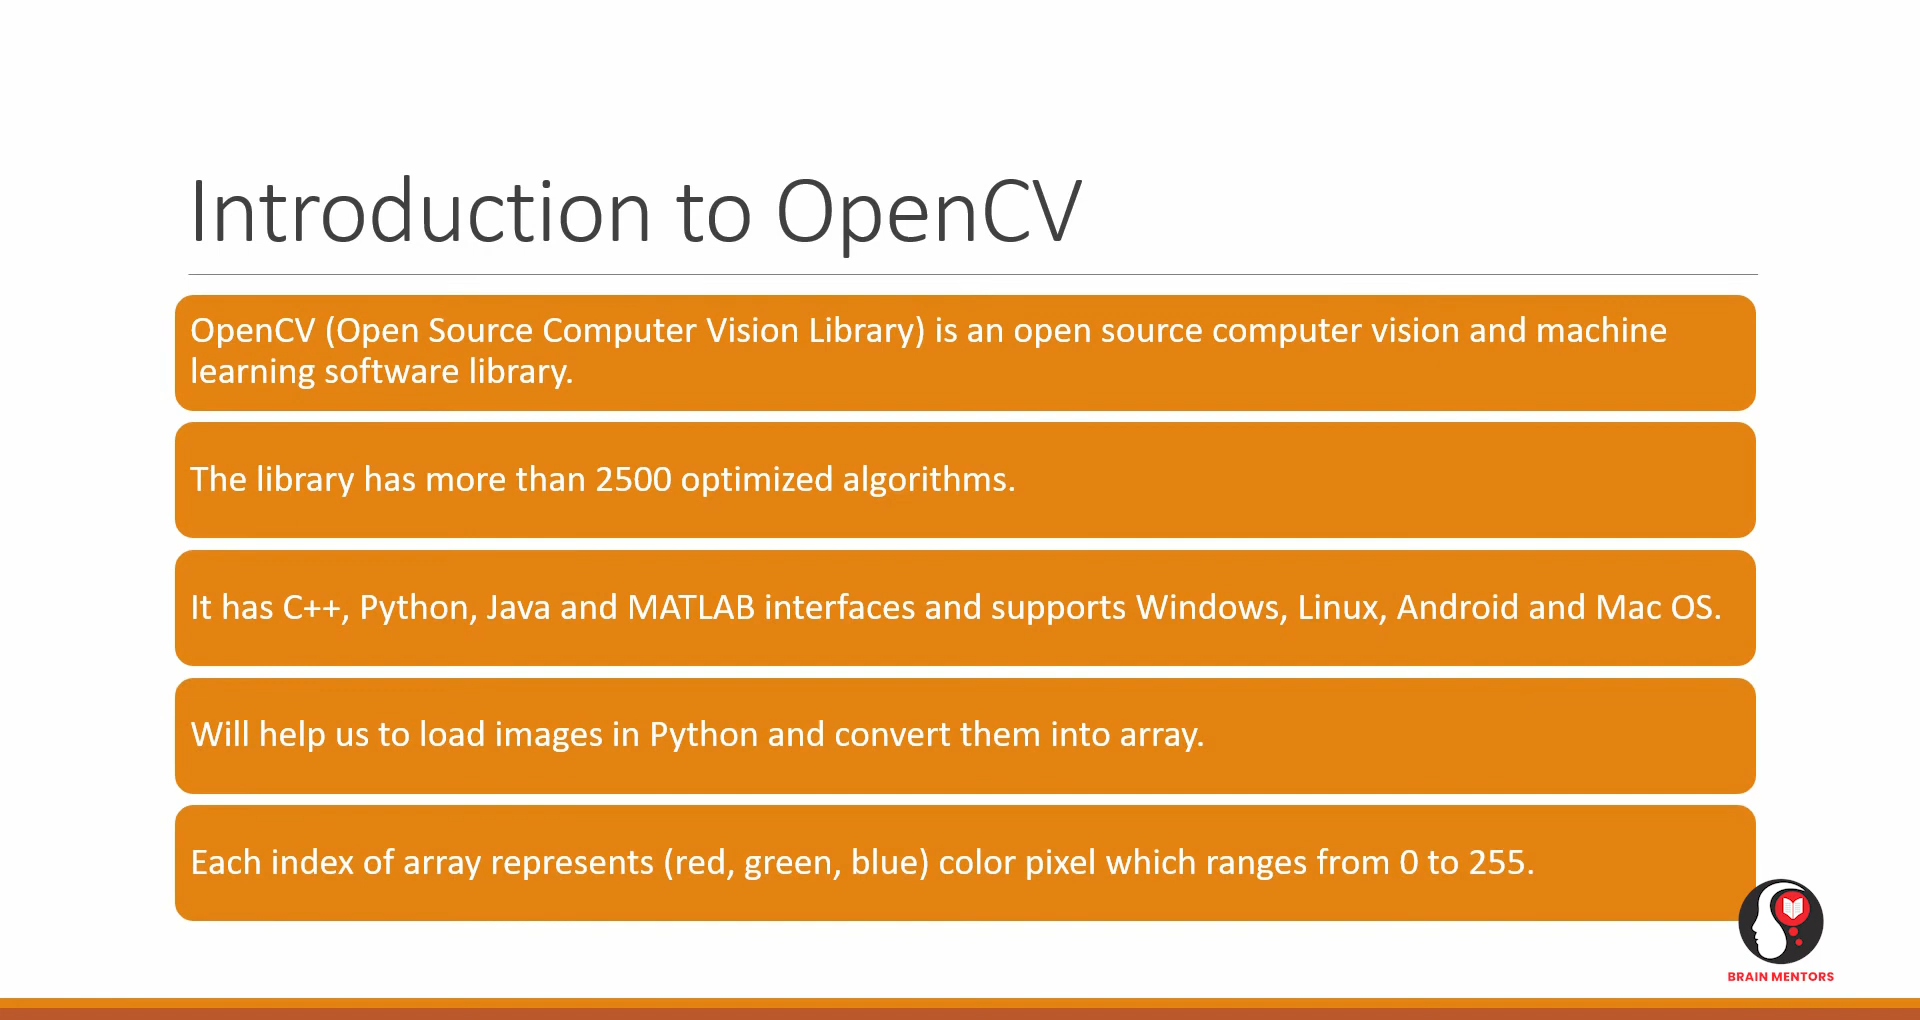 Introduction to OpenCV
OpenCV (Open Source Computer Vision Library) is an open source computer vision and machine
learning software library.
The library has more than 2500 optimized algorithms.
It has C++, Python, Java and MATLAB interfaces and supports Windows, Linux, Android and Mac OS.
Will help us to load images in Python and convert them into array.
Each index of array represents (red, green, blue) color pixel which ranges from 0 to 255.
BRAIN MENTORS